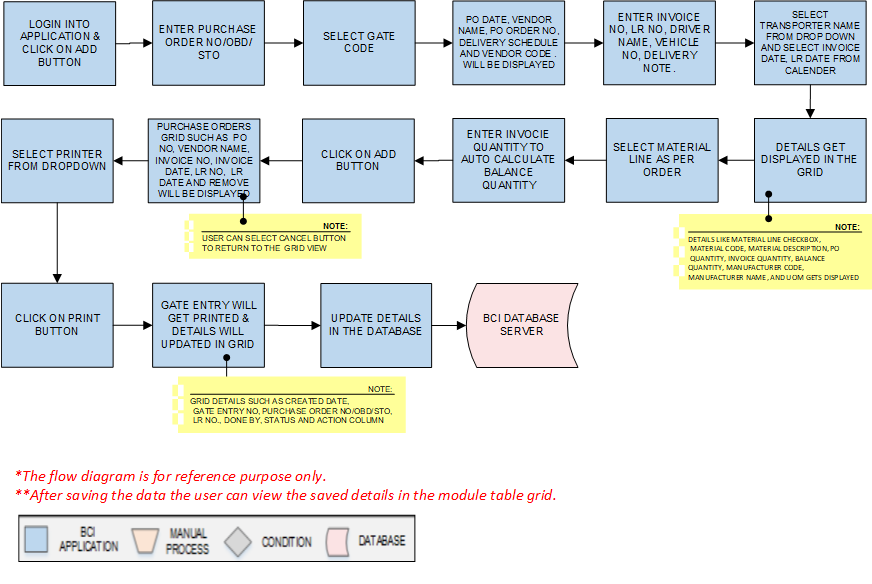 LOGIN INTO
APPLICATION &
CLICK ON ADD
BUTTON
ENTER PURCHASE
ORDER NO/OBD/
STO
SELECT GATE
CODE
PO DATE, VENDOR
NAME, PO ORDER NO,
DELIVERY SCHEDULE
AND VENDOR CODE .
WILL BE DISPLAYED
ENTER INVOICE
NO, LR NO, DRIVER
NAME, VEHICLE
NO, DELIVERY
NOTE .
SELECT
TRANSPORTER NAME
FROM DROP DOWN
AND SELECT INVOICE
DATE, LR DATE FROM
CALENDER
SELECT PRINTER
FROM DROPDOWN
PURCHASE ORDERS
GRID SUCH AS PO
NO, VENDOR NAME,
INVOICE NO, INVOICE
DATE, LR NO, LR
DATE AND REMOVE
WILL BE DISPLAYED
CLICK ON ADD
BUTTON
ENTER INVOCIE
QUANTITY TO
AUTO CALCULATE
BALANCE
QUANTITY
SELECT MATERIAL
LINE AS PER
ORDER
DETAILS GET
DISPLAYED IN THE
GRID
NOTE:
USER CAN SELECT CANCEL BUTTON
TO RETURN TO THE GRID VIEW
NOTE:
DETAILS LIKE MATERIAL LINE CHECKBOX,
MATERIAL CODE, MATERIAL DESCRIPTION, PO
QUANTITY, INVOICE QUANTITY, BALANCE
QUANTITY, MANUFACTURER CODE,
MANUFACTURER NAME, AND UOM GETS DISPLAYED
CLICK ON PRINT
BUTTON
GATE ENTRY WILL
GET PRINTED &
DETAILS WILL
UPDATED IN GRID
UPDATE DETAILS
IN THE DATABASE
BCI DATABASE
SERVER
NOTE:
GRID DETAILS SUCH AS CREATED DATE,
GATE ENTRY NO, PURCHASE ORDER NO/OBD/STO,
LR NO., DONE BY, STATUS AND ACTION COLUMN
*The flow diagram is for reference purpose only.
**After saving the data the user can view the saved details in the module table grid.
BCI
APPLICATION
MANUAL
PROCESS
CONDITION
DATABASE